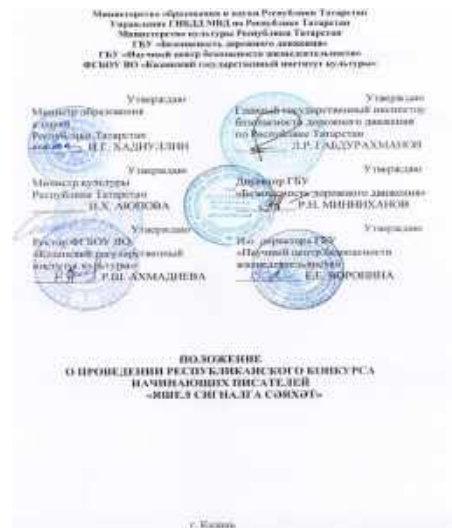 Министерство образования и науки Республики Татарстан
Управление ГИБДД МВД по Республике Татарстан
Министерство культуры Республики Татарстан
ГБУ «Безопасность дорожного движения»
ГБУ «Научный центр безопасности жизнедеятельности»
ФГБОУ ВО «Казанский государственный институт культуры»
Утверждаю
Министр образования
и науки
Республики Татарстан
И.Г. ХАДИУЛЛИН
Утверждаю
Главный государственный инспектор
безопасности дорожного движения
по Республике Татарстан
Л.Р. ГАБДУРАХМАНОВ
Утверждаю
Министр культуры
Республики Татарстан
И.Х. АЮПОВА
Утверждаю
Директор ГБУ
«Безопасность дорожного движения»
Р.Н. МИННИХАНОВ
Утверждаю
Ректор ФГБОУ ВО
«Казанский государственный
институт культуры»
Р.Ш. АХМАДИЕВА
Утверждаю
И.о. директора ГБУ
«Научный центр безопасности
жизнедеятельности»
Е.Г. ВОРОНИНА
ПОЛОЖЕНИЕ
О ПРОВЕДЕНИИ РЕСПУБЛИКАНСКОГО КОНКУРСА
НАЧИНАЮЩИХ ПИСАТЕЛЕЙ
«ЯШЕЛ СИГНАЛГА СӘЯХӘТ»
г. Казань